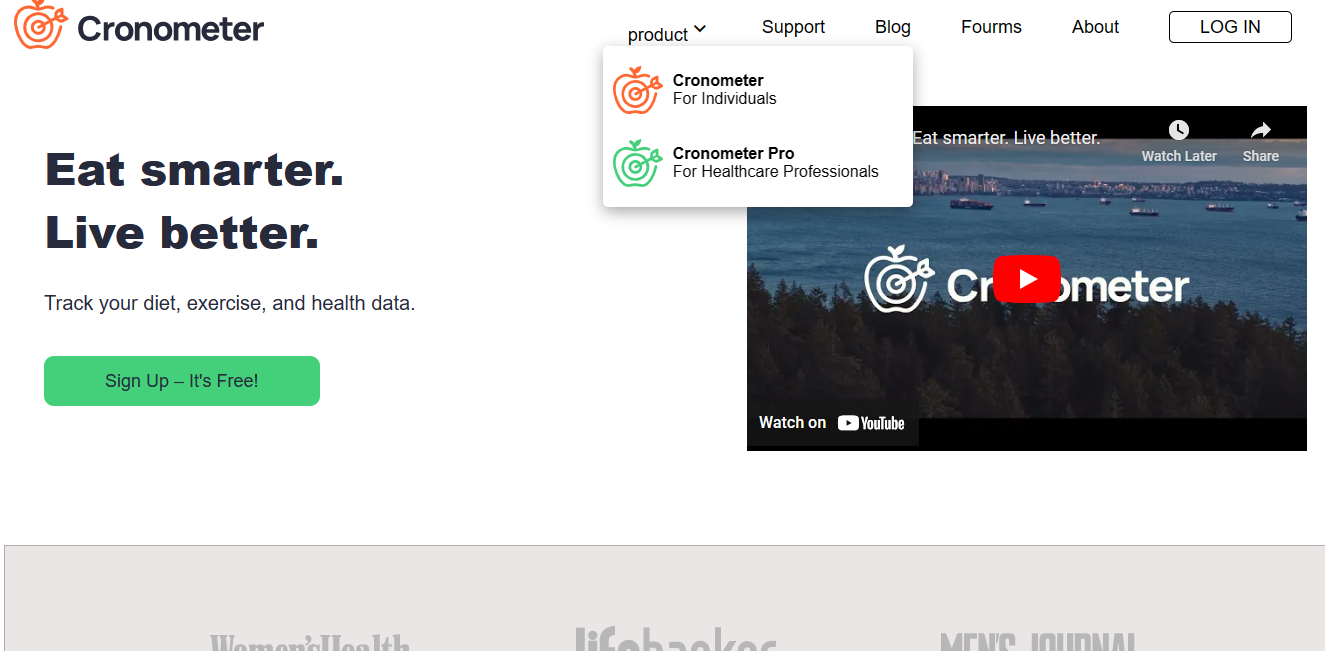 Cronometer
product
Support
Blog
Fourms
About
LOG IN
Cronometer
For Individuals
Cronometer Pro
For Healthcare Professionals
Eat smarter.
Live better.
Track your diet, exercise, and health data.
Sign Up – It's Free!
Eat smarter. Live better.
Watch Later
Share
Watch on YouTube
Women'sHealth
lifehacker
MEN'S JOURNAL